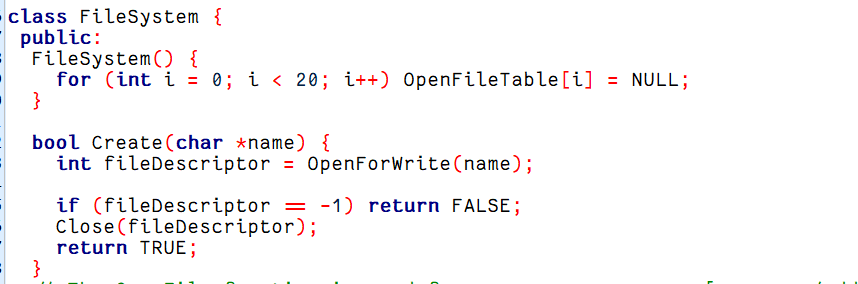 class FileSystem {
public:
FileSystem() {
for (int i = 0; i < 20; i++) OpenFileTable[i] = NULL;
}
bool Create(char *name) {
int fileDescriptor = OpenForWrite(name);
if (fileDescriptor == -1) return FALSE;
Close(fileDescriptor);
return TRUE;
}